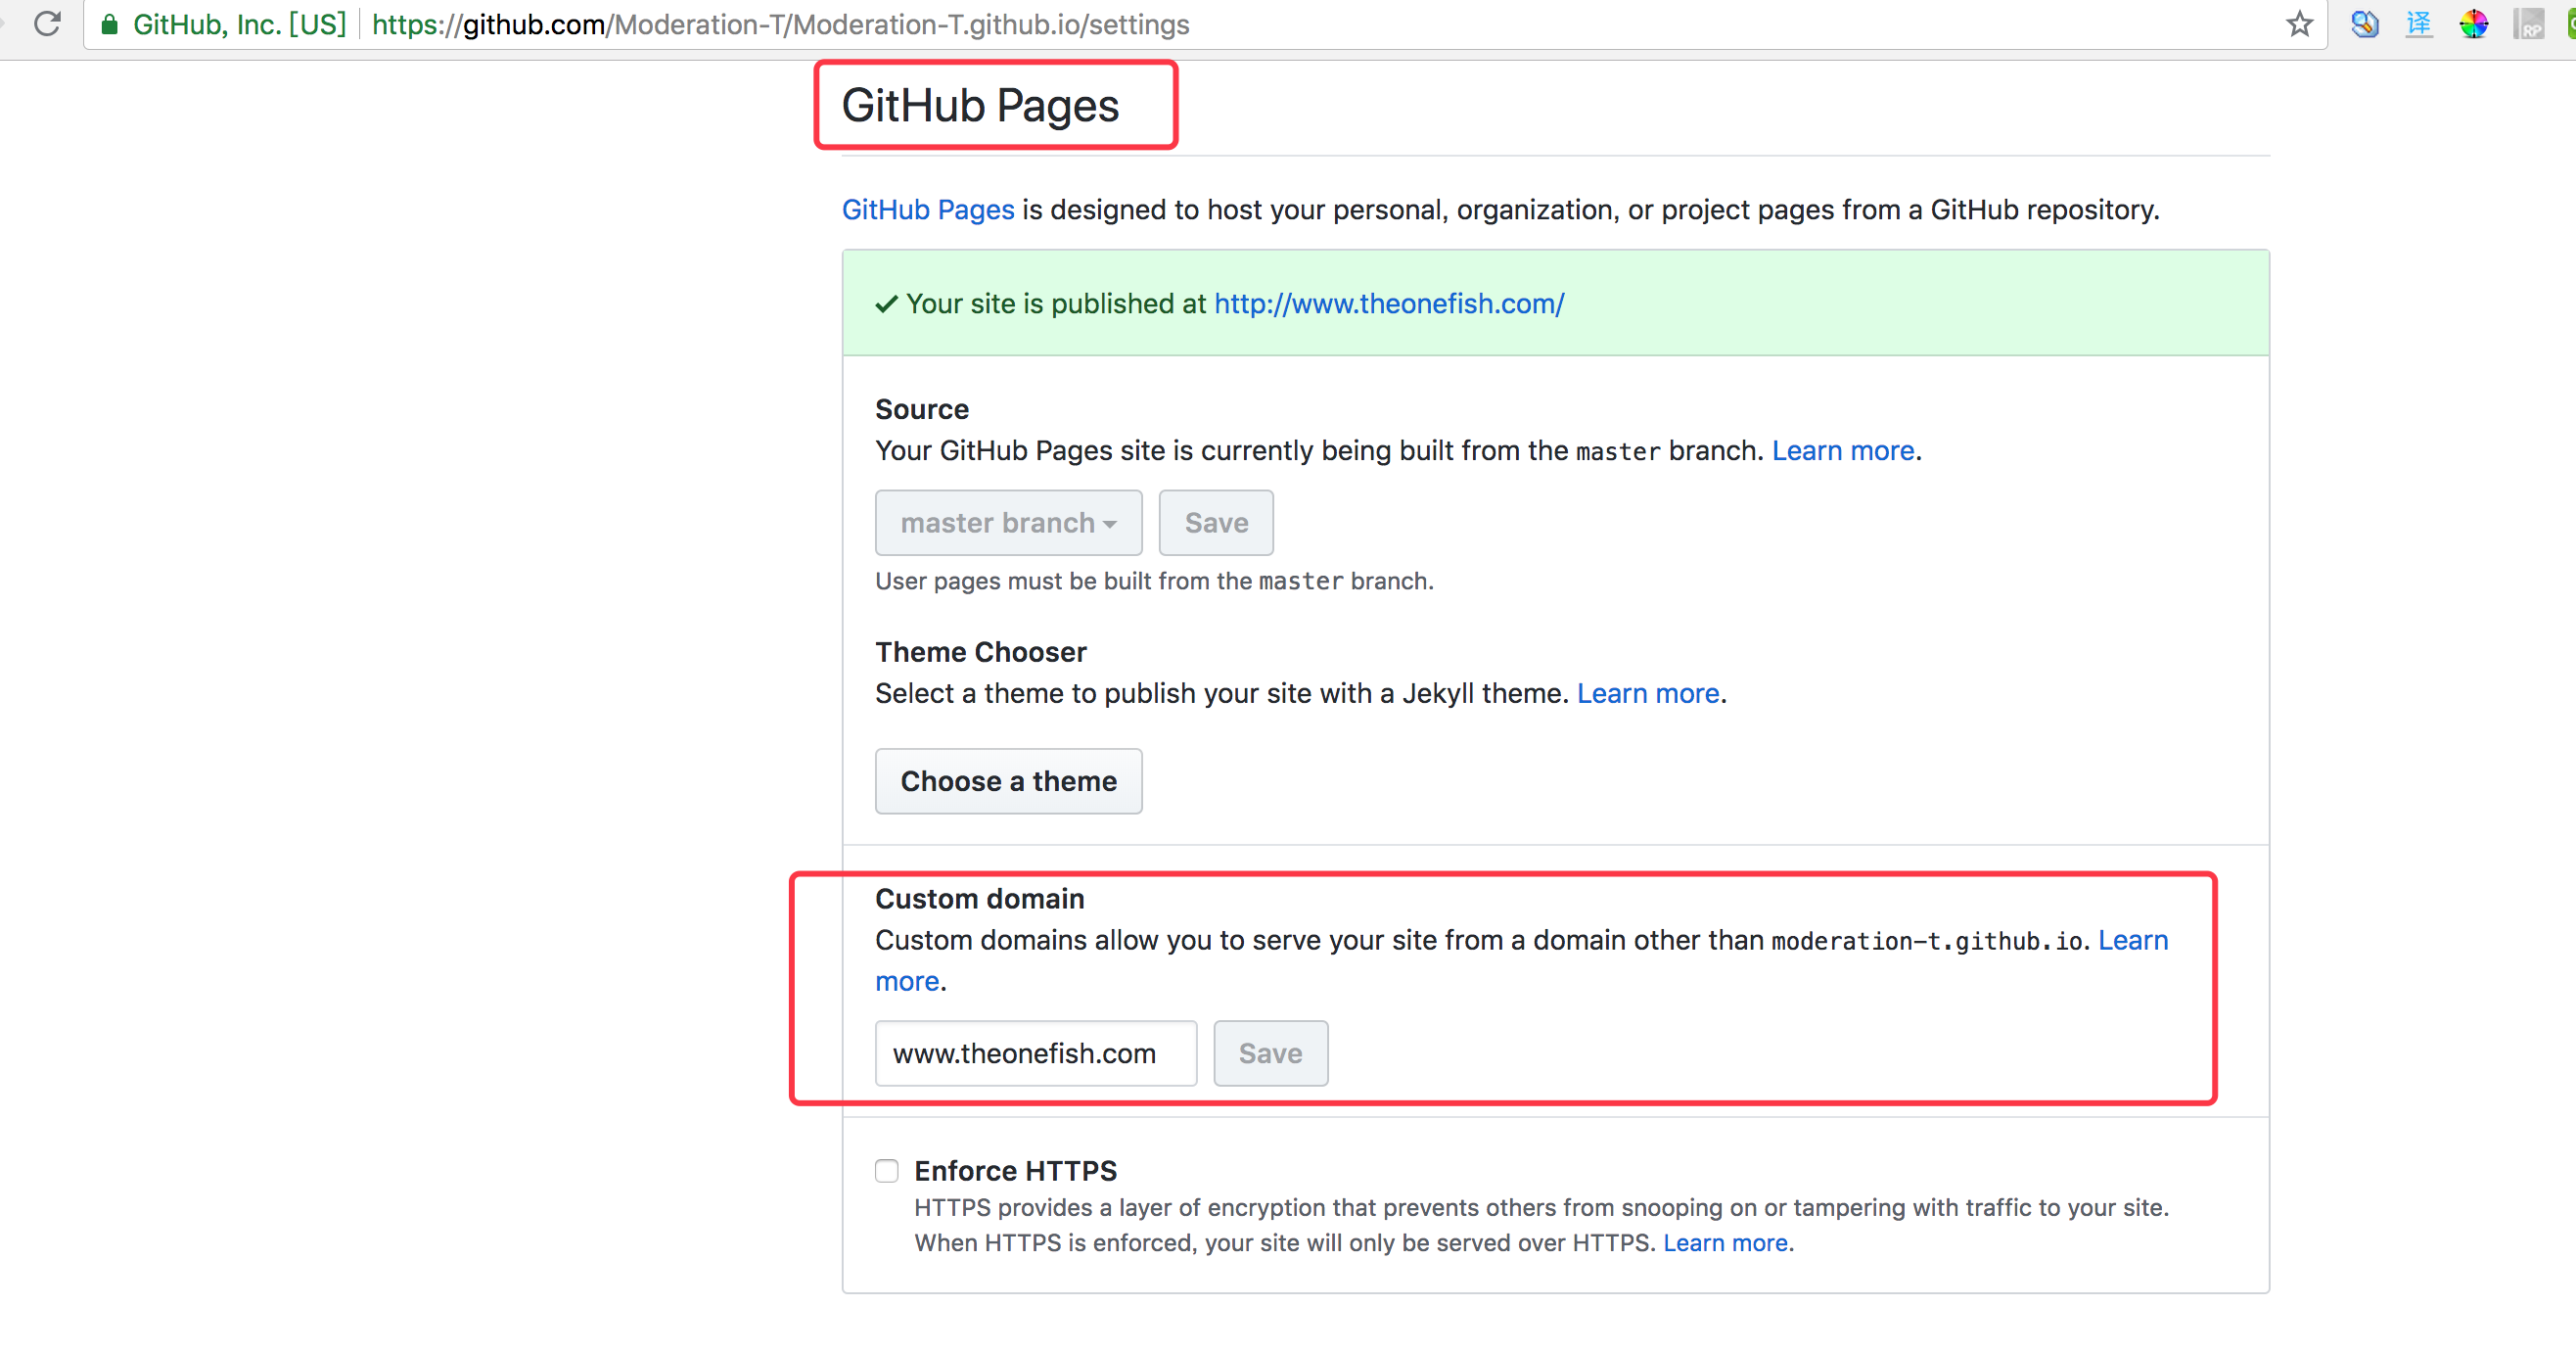 GitHub, Inc. [US] https://github.com/Moderation-T/Moderation-T.github.io/settings
译
RP
GitHub Pages
GitHub Pages is designed to host your personal, organization, or project pages from a GitHub repository.
Your site is published at http://www.theonefish.com/
Source
Your GitHub Pages site is currently being built from the master branch. Learn more.
master branch Save
User pages must be built from the master branch.
Theme Chooser
Select a theme to publish your site with a Jekyll theme. Learn more.
Choose a theme
Custom domain
Custom domains allow you to serve your site from a domain other than moderation-t.github.io. Learn
more.
www.theonefish.com Save
Enforce HTTPS
HTTPS provides a layer of encryption that prevents others from snooping on or tampering with traffic to your site.
When HTTPS is enforced, your site will only be served over HTTPS. Learn more.